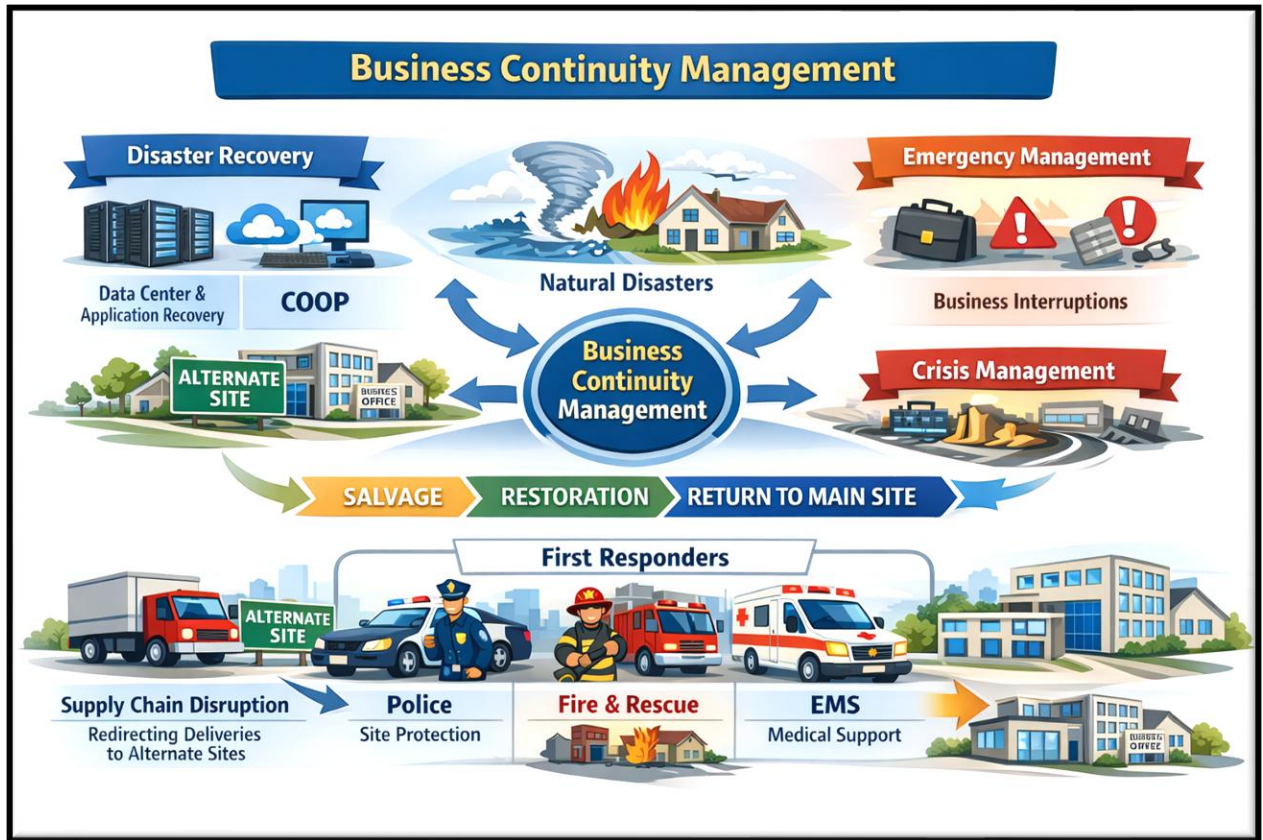 Business Continuity Management
Disaster Recovery
Emergency Management
Natural Disasters
Data Center &
Application Recovery
COOP
Business Interruptions
ALTERNATE
SITE
OFFICE
Business
Continuity
Management
Crisis Management
SALVAGE
RESTORATION
RETURN TO MAIN SITE
First Responders
ALTERNATE
SITE
Supply Chain Disruption
Redirecting Deliveries
to Alternate Sites
Police
Site Protection
Fire & Rescue
EMS
Medical Support